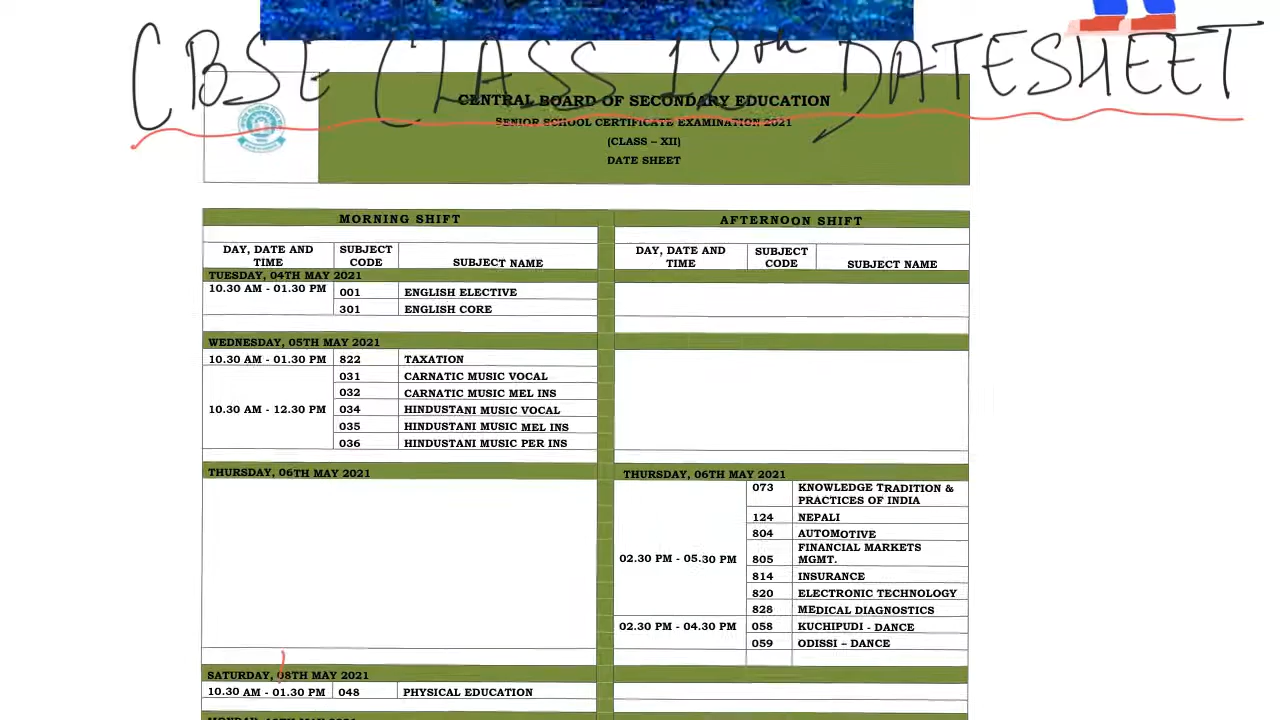 CBSE CLASS 12th DATESHEET
CENTRAL BOARD OF SECONDARY EDUCATION
SENIOR SCHOOL CERTIFICATE EXAMINATION 2021
(CLASS – XII)
DATE SHEET
MORNING SHIFT AFTERNOON SHIFT
DAY, DATE AND TIME SUBJECT CODE SUBJECT NAME DAY, DATE AND TIME SUBJECT CODE SUBJECT NAME
TUESDAY, 04TH MAY 2021
10.30 AM - 01.30 PM 001 ENGLISH ELECTIVE
301 ENGLISH CORE
WEDNESDAY, 05TH MAY 2021
10.30 AM - 01.30 PM 822 TAXATION
031 CARNATIC MUSIC VOCAL
032 CARNATIC MUSIC MEL INS
10.30 AM - 12.30 PM 034 HINDUSTANI MUSIC VOCAL
035 HINDUSTANI MUSIC MEL INS
036 HINDUSTANI MUSIC PER INS
THURSDAY, 06TH MAY 2021 THURSDAY, 06TH MAY 2021
073 KNOWLEDGE TRADITION &
PRACTICES OF INDIA
124 NEPALI
804 AUTOMOTIVE
FINANCIAL MARKETS
02.30 PM - 05.30 PM 805 MGMT.
814 INSURANCE
820 ELECTRONIC TECHNOLOGY
828 MEDICAL DIAGNOSTICS
02.30 PM - 04.30 PM 058 KUCHIPUDI - DANCE
059 ODISSI – DANCE
SATURDAY, 08TH MAY 2021
10.30 AM - 01.30 PM 048 PHYSICAL EDUCATION